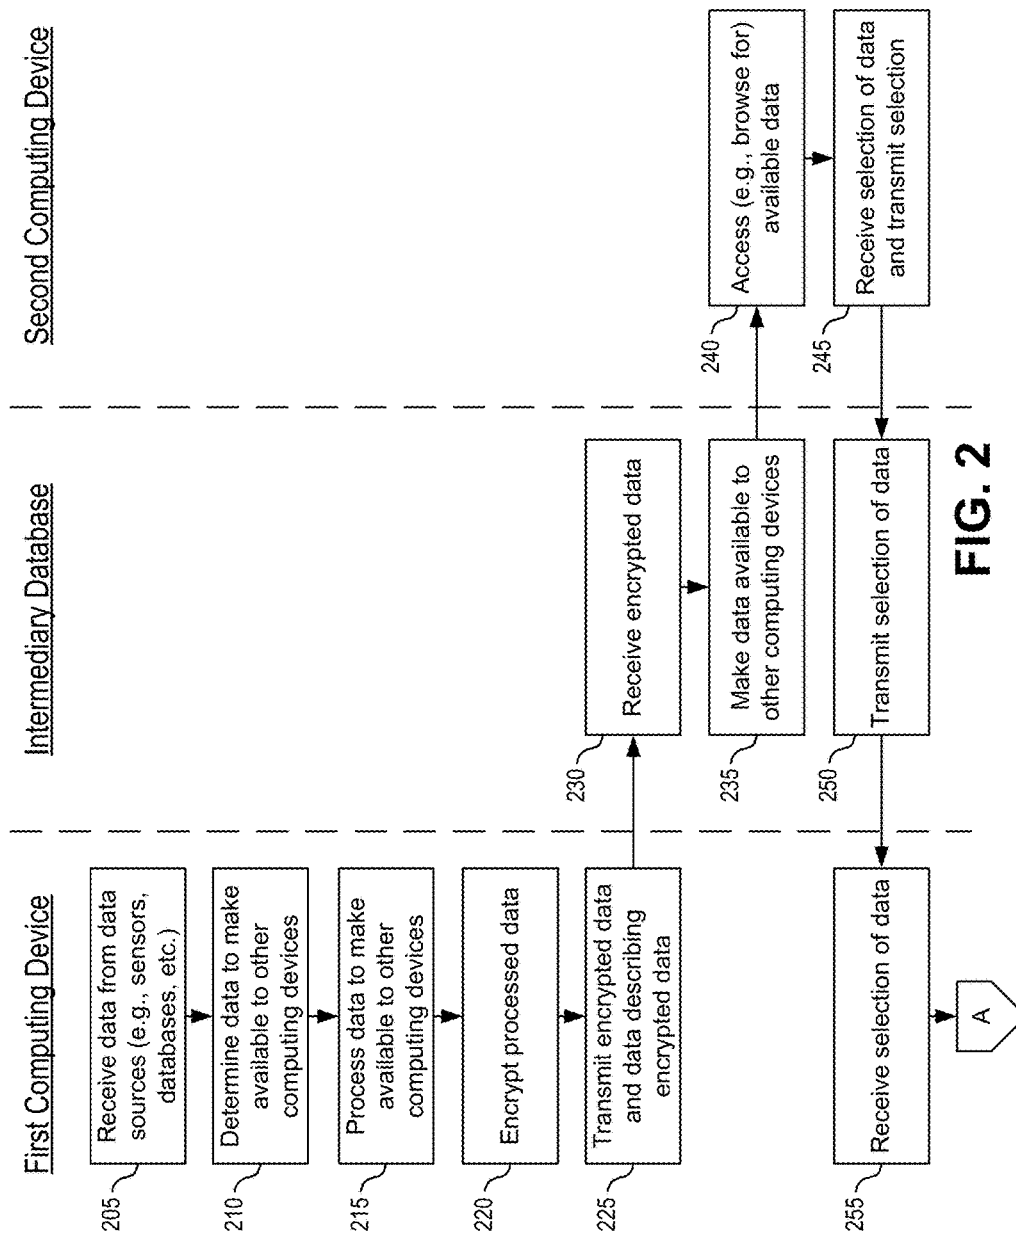 First Computing Device
Intermediary Database
Second Computing Device
205
Receive data from data
sources (e.g., sensors,
databases, etc.)
210
Determine data to make
available to other
computing devices
215
Process data to make
available to other
computing devices
220
Encrypt processed data
225
Transmit encrypted data
and data describing
encrypted data
230
Receive encrypted data
235
Make data available to
other computing devices
240
Access (e.g., browse for)
available data
245
Receive selection of data
and transmit selection
250
Transmit selection of data
255
Receive selection of data
A
FIG. 2